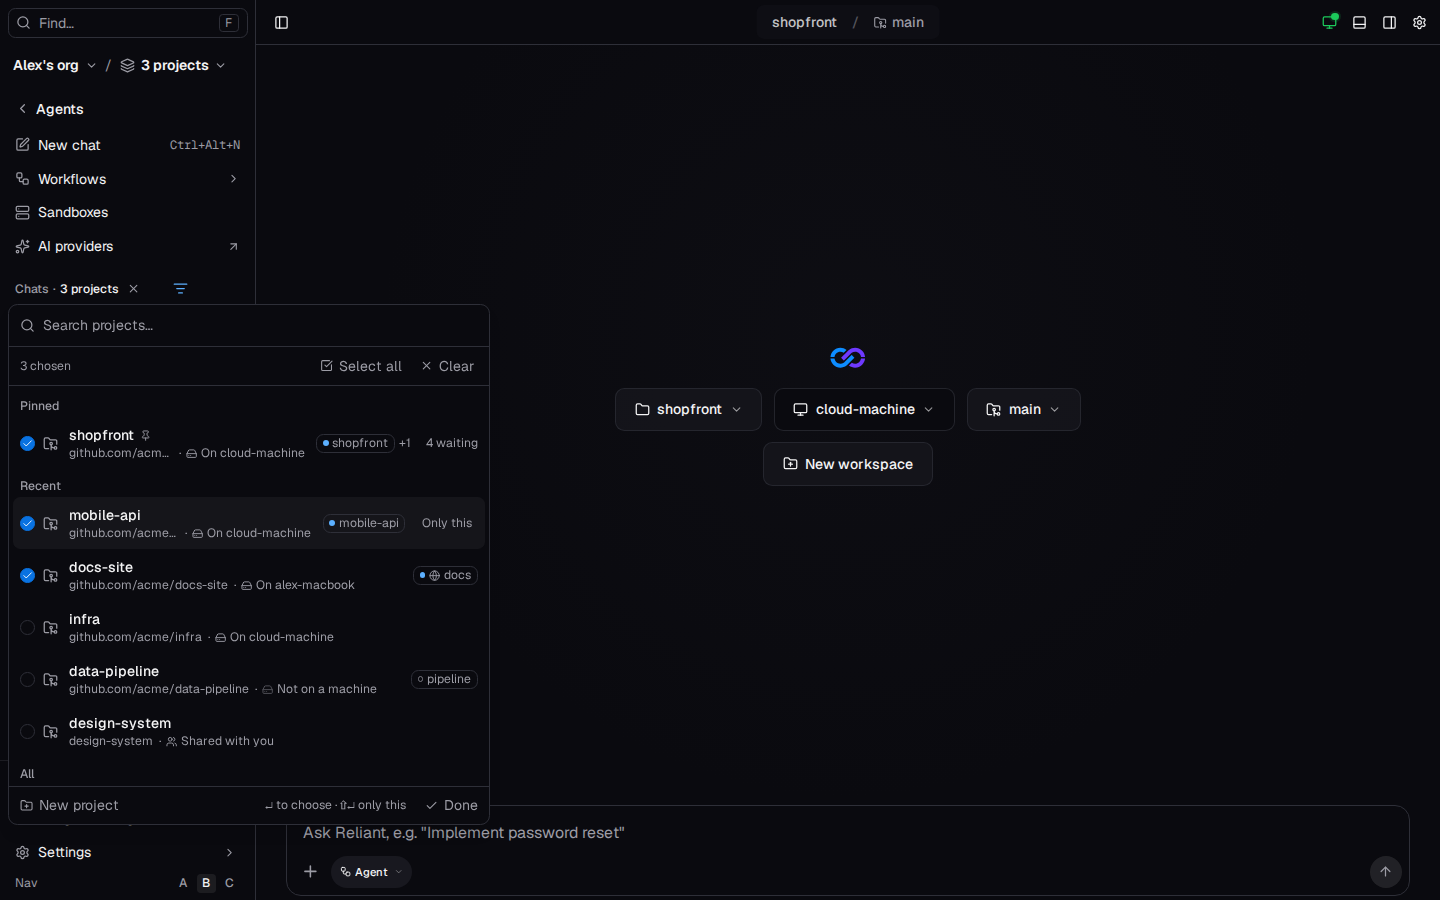 Find...
F
shopfront / main
Alex's org / 3 projects
Agents
New chat Ctrl+Alt+N
Workflows
Sandboxes
AI providers
Chats · 3 projects
Search projects...
3 chosen Select all Clear
Pinned
shopfront
github.com/acm... · On cloud-machine shopfront +1 4 waiting
Recent
mobile-api
github.com/acme... · On cloud-machine mobile-api Only this
docs-site
github.com/acme/docs-site · On alex-macbook docs
infra
github.com/acme/infra · On cloud-machine
data-pipeline
github.com/acme/data-pipeline · Not on a machine pipeline
design-system
design-system · Shared with you
All
New project ↵ to choose · ⇧↵ only this Done
Settings
Nav A B C
shopfront cloud-machine main
New workspace
Ask Reliant, e.g. "Implement password reset"
Agent